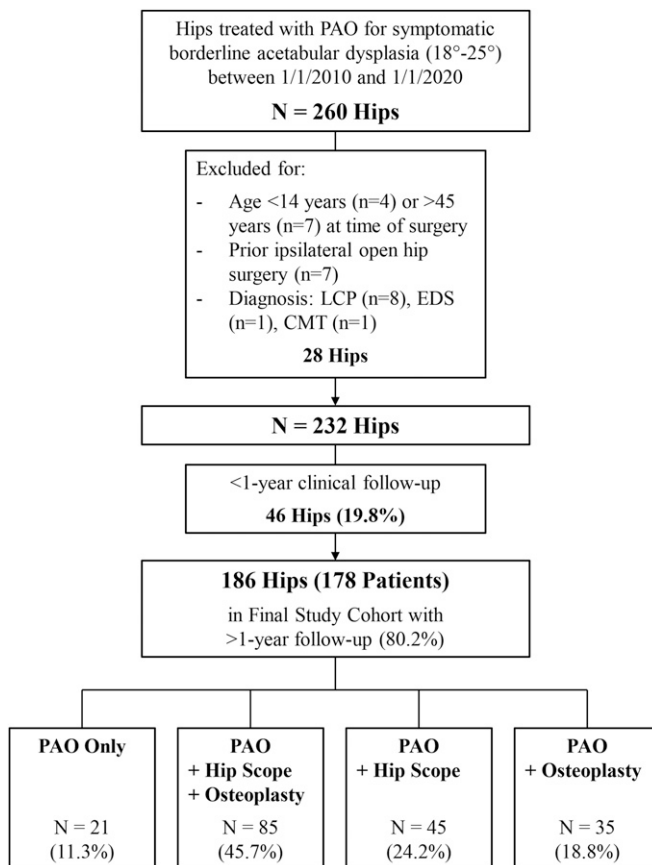 Hips treated with PAO for symptomatic
borderline acetabular dysplasia (18°-25°)
between 1/1/2010 and 1/1/2020
N = 260 Hips
Excluded for:
- Age <14 years (n=4) or >45
years (n=7) at time of surgery
- Prior ipsilateral open hip
surgery (n=7)
- Diagnosis: LCP (n=8), EDS
(n=1), CMT (n=1)
28 Hips
N = 232 Hips
<1-year clinical follow-up
46 Hips (19.8%)
186 Hips (178 Patients)
in Final Study Cohort with
>1-year follow-up (80.2%)
PAO Only
N = 21
(11.3%)
PAO
+ Hip Scope
+ Osteoplasty
N = 85
(45.7%)
PAO
+ Hip Scope
N = 45
(24.2%)
PAO
+ Osteoplasty
N = 35
(18.8%)